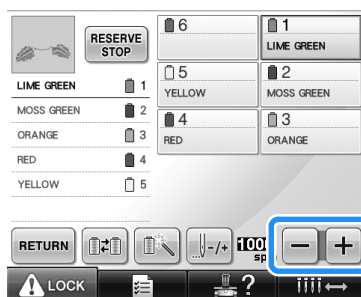 RESERVE
STOP
6
1
LIME GREEN
5
YELLOW
2
MOSS GREEN
4
RED
3
ORANGE
LIME GREEN 1
MOSS GREEN 2
ORANGE 3
RED 4
YELLOW 5
RETURN
-/+
- +
LOCK
?